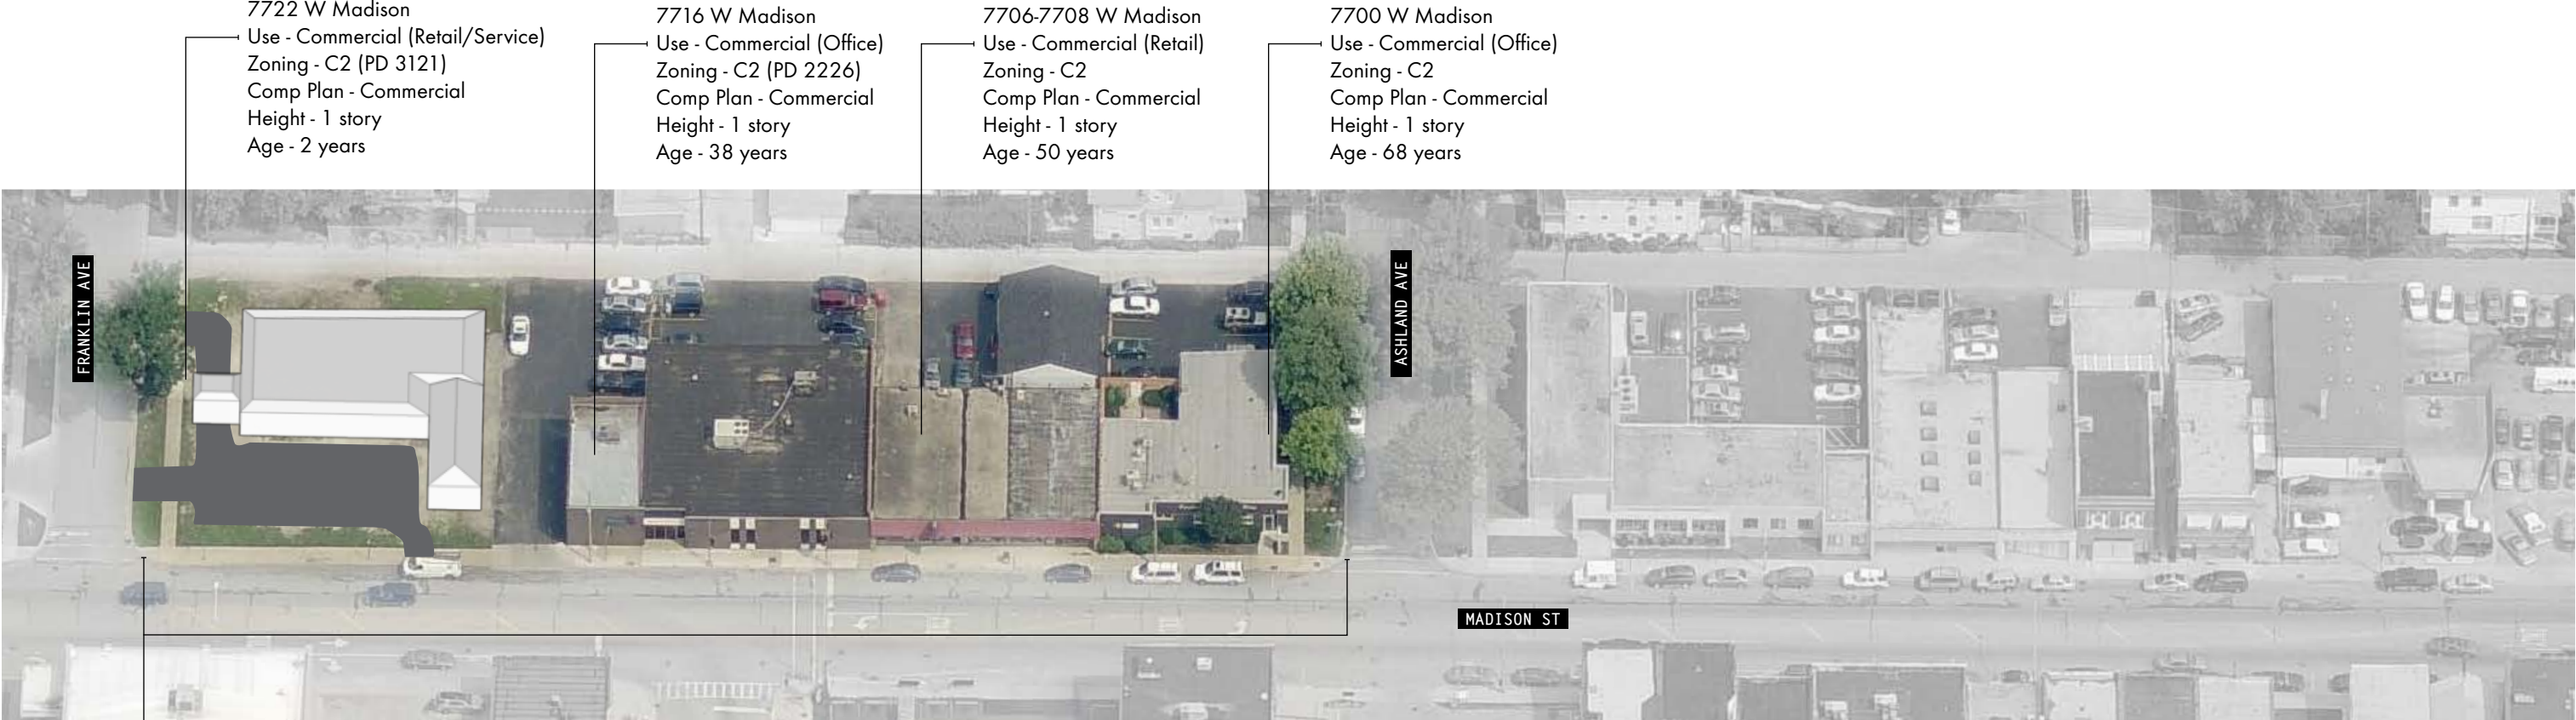 7722 W Madison
Use - Commercial (Retail/Service)
Zoning - C2 (PD 3121)
Comp Plan - Commercial
Height - 1 story
Age - 2 years
7716 W Madison
Use - Commercial (Office)
Zoning - C2 (PD 2226)
Comp Plan - Commercial
Height - 1 story
Age - 38 years
7706-7708 W Madison
Use - Commercial (Retail)
Zoning - C2
Comp Plan - Commercial
Height - 1 story
Age - 50 years
7700 W Madison
Use - Commercial (Office)
Zoning - C2
Comp Plan - Commercial
Height - 1 story
Age - 68 years
FRANKLIN AVE
ASHLAND AVE
MADISON ST